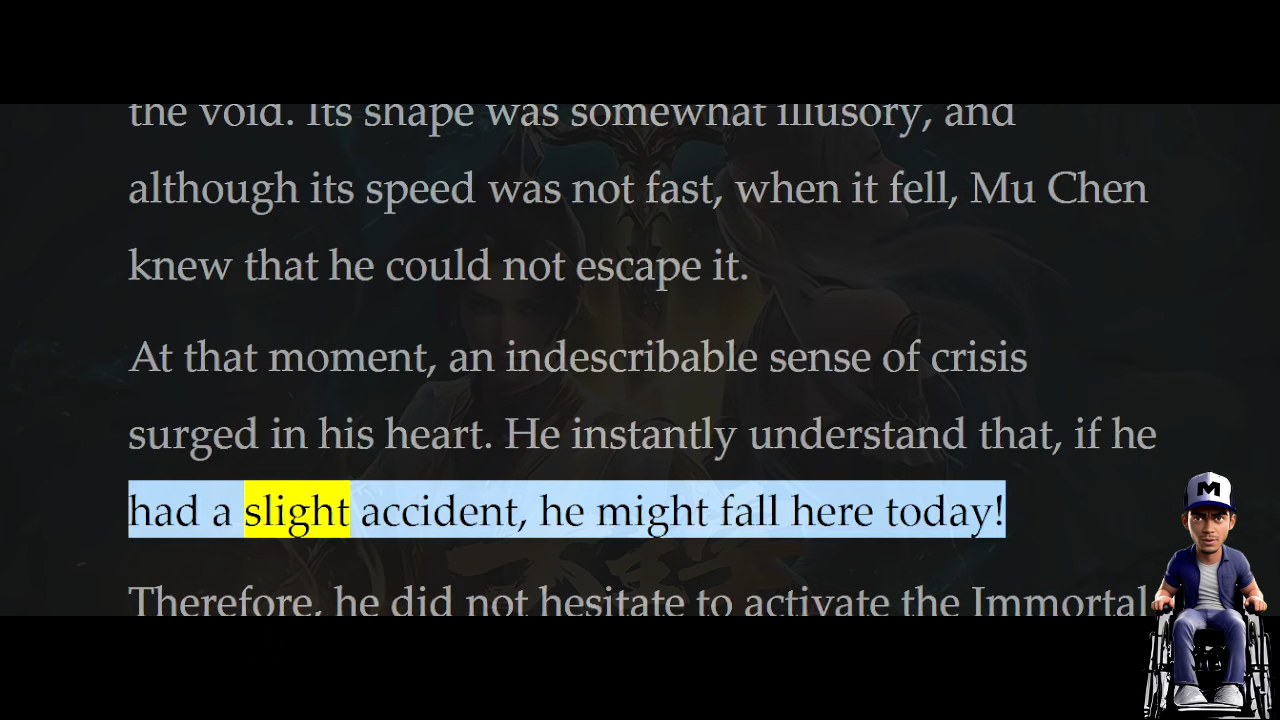 the void. Its shape was somewhat illusory, and
although its speed was not fast, when it fell, Mu Chen
knew that he could not escape it.
At that moment, an indescribable sense of crisis
surged in his heart. He instantly understand that, if he
had a slight accident, he might fall here today!
Therefore, he did not hesitate to activate the Immortal
M
M